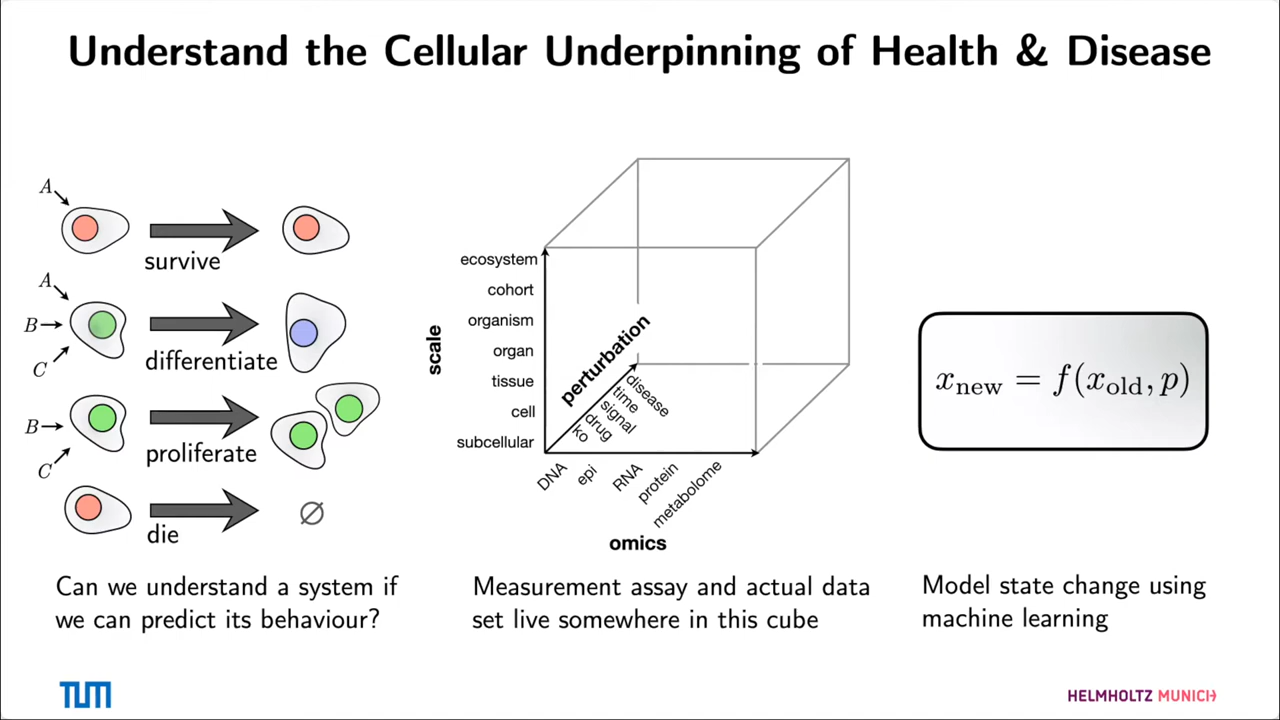 Understand the Cellular Underpinning of Health & Disease
A
survive
A
B
C
differentiate
B
C
proliferate
die
∅
Can we understand a system if
we can predict its behaviour?
scale
ecosystem
cohort
organism
organ
tissue
cell
subcellular
perturbation
disease
time
signal
drug
ko
DNA
epi
RNA
protein
metabolome
omics
Measurement assay and actual data
set live somewhere in this cube
x_new = f(x_old, p)
Model state change using
machine learning
TUM
HELMHOLTZ MUNICH